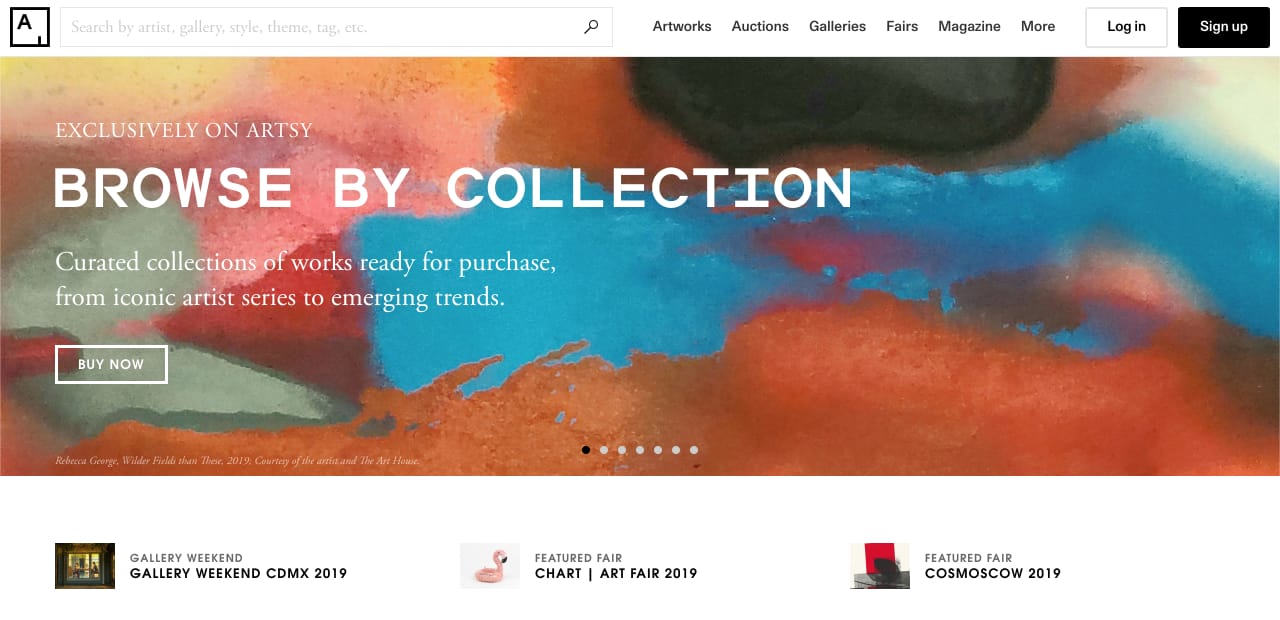 A
Search by artist, gallery, style, theme, tag, etc.
Artworks Auctions Galleries Fairs Magazine More Log in Sign up
EXCLUSIVELY ON ARTSY
BROWSE BY COLLECTION
Curated collections of works ready for purchase,
from iconic artist series to emerging trends.
BUY NOW
Rebecca George, Wilder Fields than These, 2019; Courtesy of the artist and The Art House.
GALLERY WEEKEND
GALLERY WEEKEND CDMX 2019
FEATURED FAIR
CHART | ART FAIR 2019
FEATURED FAIR
COSMOSCOW 2019